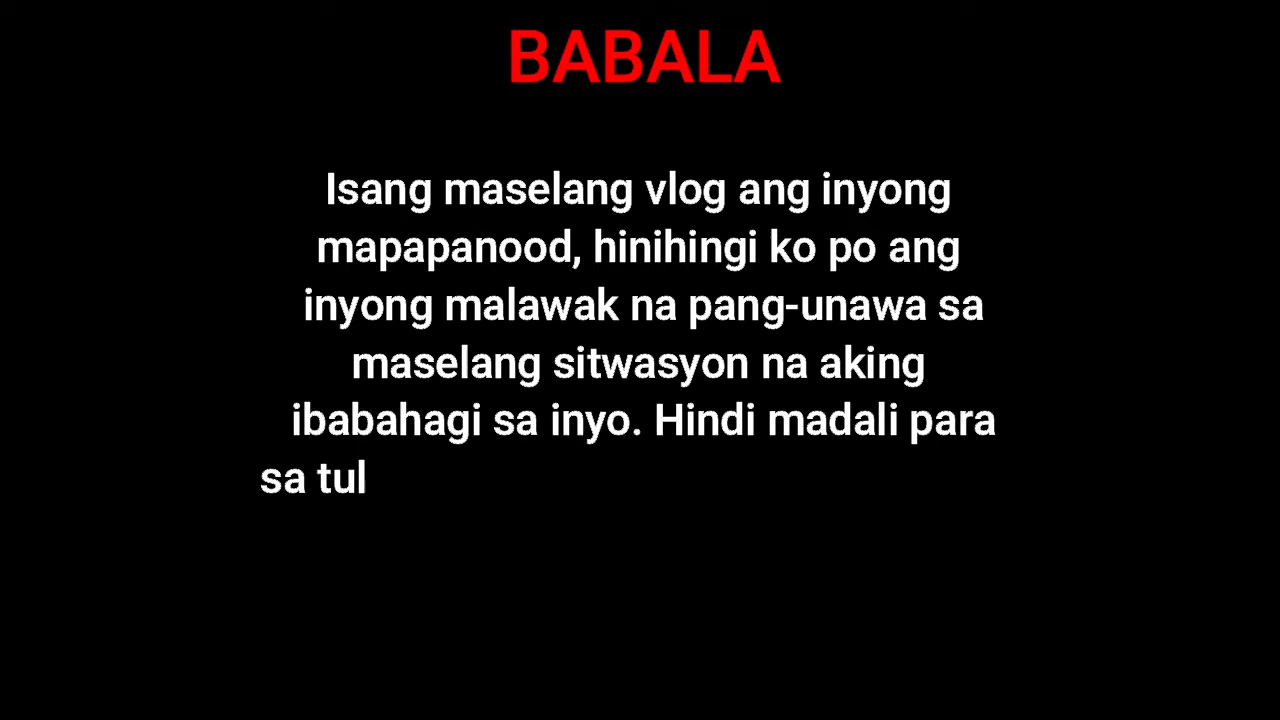 BABALA
Isang maselang vlog ang inyong
mapapanood, hinihingi ko po ang
inyong malawak na pang-unawa sa
maselang sitwasyon na aking
ibabahagi sa inyo. Hindi madali para
sa tul